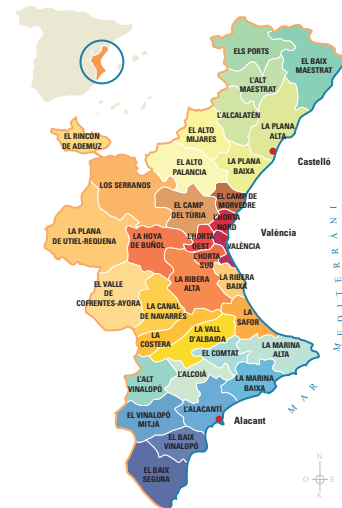 ELS PORTS
EL BAIX
MAESTRAT
L'ALT
MAESTRAT
L'ALCALATÉN
LA PLANA
ALTA
EL ALTO
MIJARES
EL RINCÓN
DE ADEMUZ
Castelló
EL ALTO
PALANCIA
LA PLANA
BAIXA
LOS SERRANOS
EL CAMP DE
MORVEDRE
EL CAMP
DEL TÚRIA
L'HORTA
NORD
València
LA PLANA
DE UTIEL-REQUENA
LA HOYA
DE BUÑOL
L'HORTA
OEST
VALÈNCIA
L'HORTA
SUD
EL VALLE
DE
COFRENTES-AYORA
LA RIBERA
ALTA
LA RIBERA
BAIXA
LA CANAL
DE NAVARRÉS
LA
SAFOR
LA
COSTERA
LA VALL
D'ALBAIDA
EL COMTAT
LA MARINA
ALTA
L'ALT
VINALOPÓ
L'ALCOIÀ
LA MARINA
BAIXA
EL VINALOPÓ
MITJÀ
L'ALACANTÍ
Alacant
EL BAIX
VINALOPÓ
EL BAIX
SEGURA
MAR MEDITERRÀNI
N
O E
S